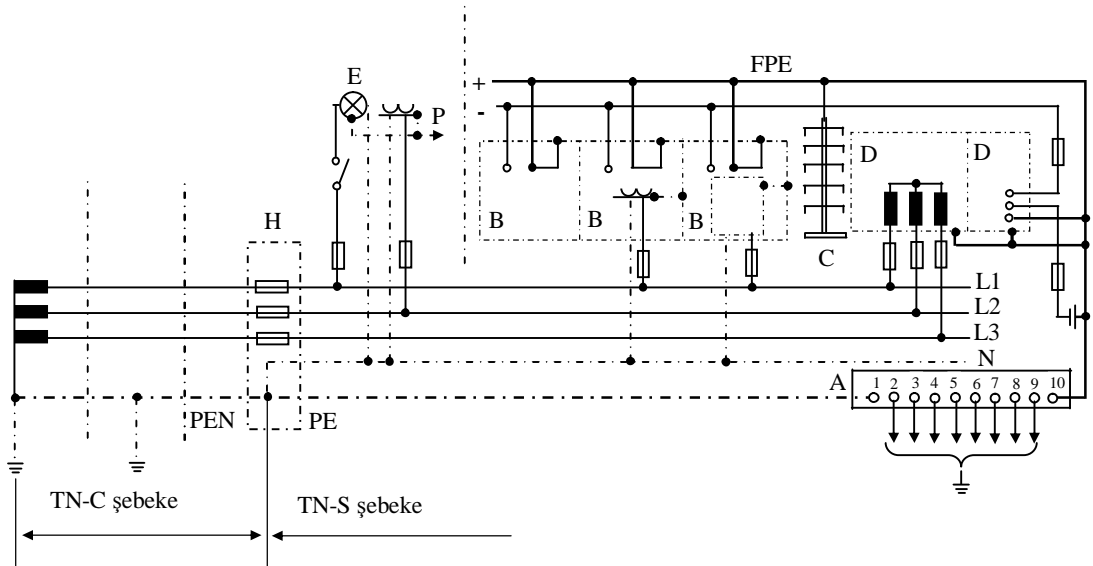 FPE
E
+
P
-
D
D
H
B
B
B
C
L1
L2
L3
N
A
1 2 3 4 5 6 7 8 9 10
PEN
PE
TN-C şebeke
TN-S şebeke